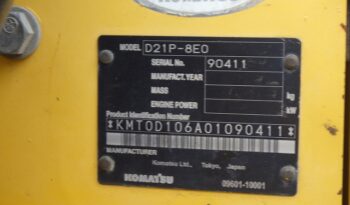 KOMATSU
MODEL D21P-8E0
SERIAL No. 90411
MANUFACT.YEAR
MASS kg
ENGINE POWER kW
Product Identification Number
*KMT0D106A01090411*
MANUFACTURER
Komatsu Ltd., Tokyo, Japan
KOMATSU
09601-10001